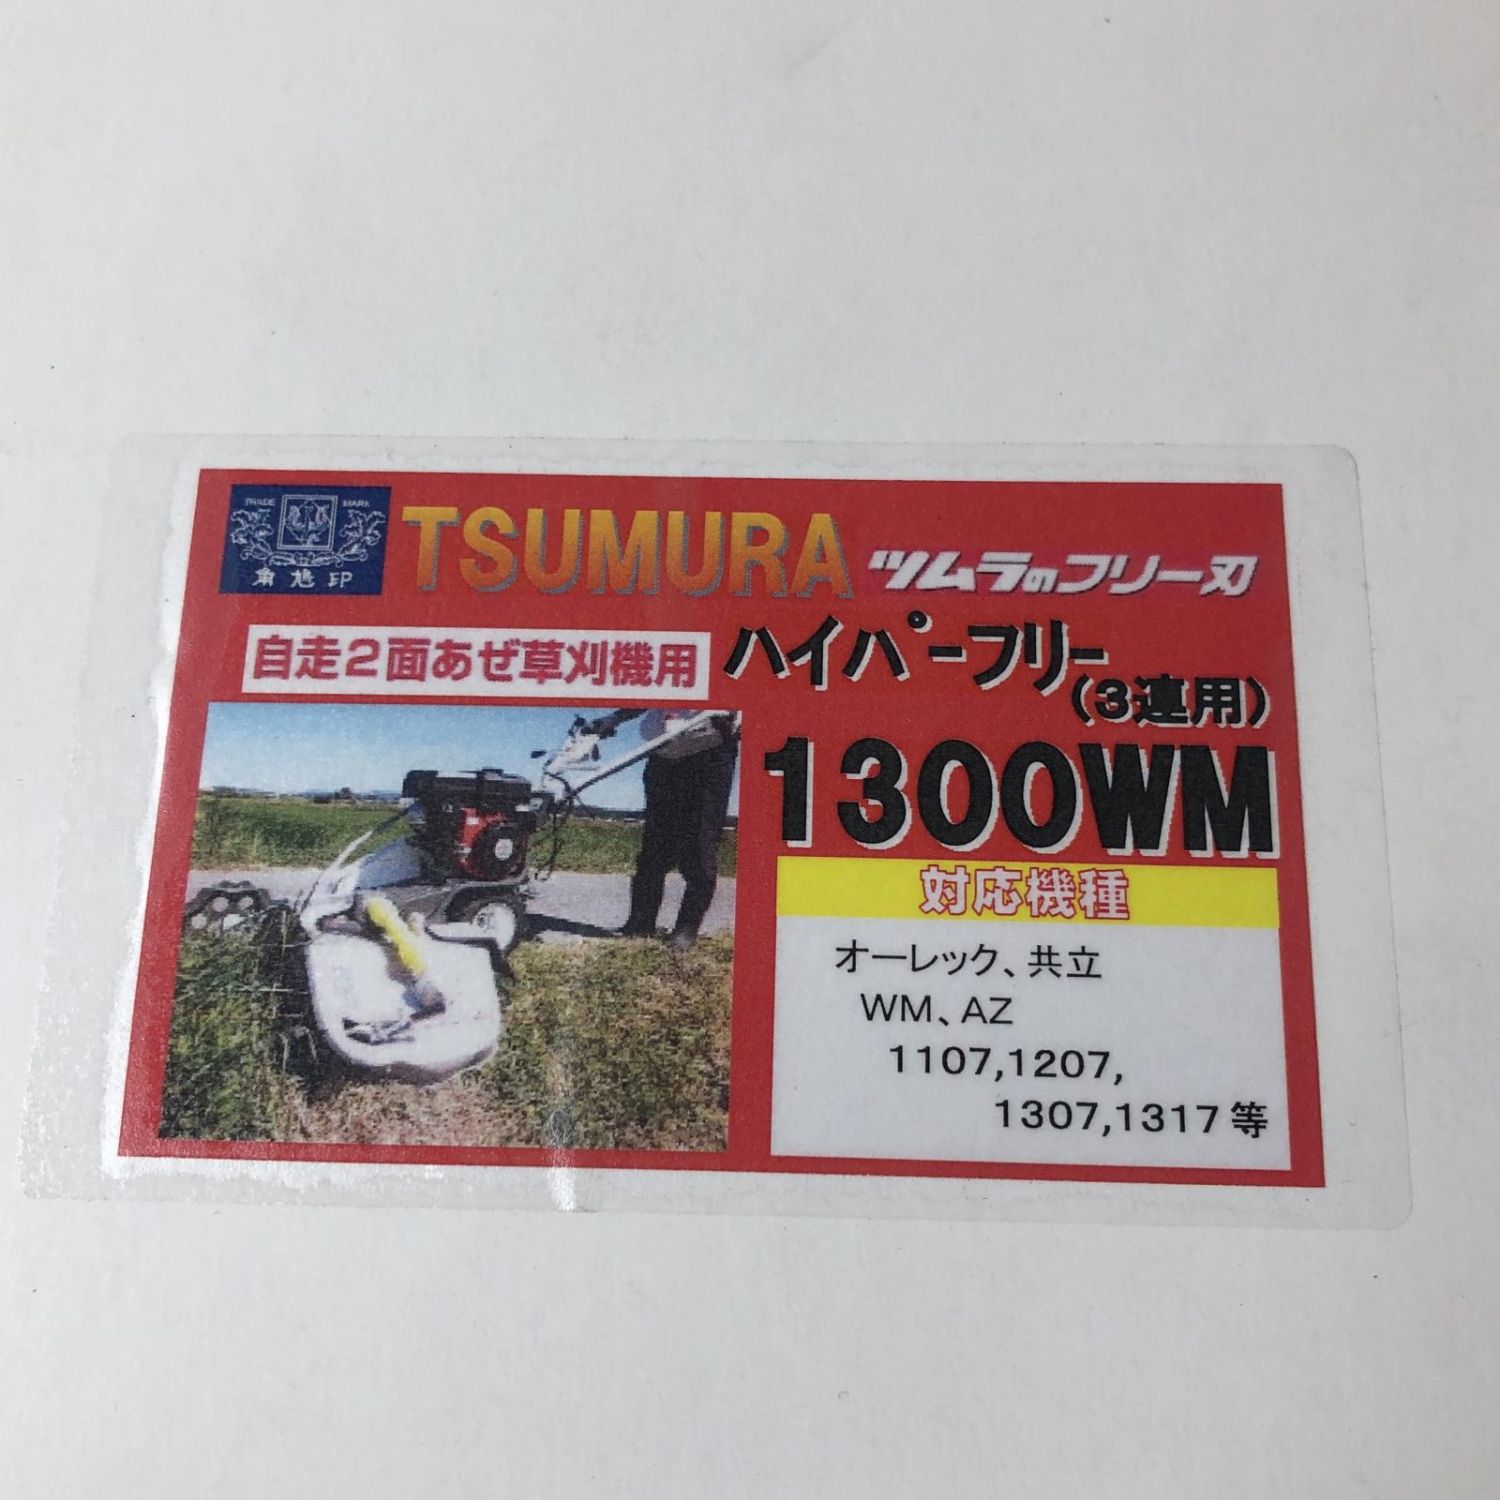 TRADE MARK
角鳩印
TSUMURA
ツムラのフリー刃
自走2面あぜ草刈機用
ハイパーフリー
(3連用)
1300WM
対応機種
オーレック、共立
WM、AZ
1107,1207,
1307,1317等